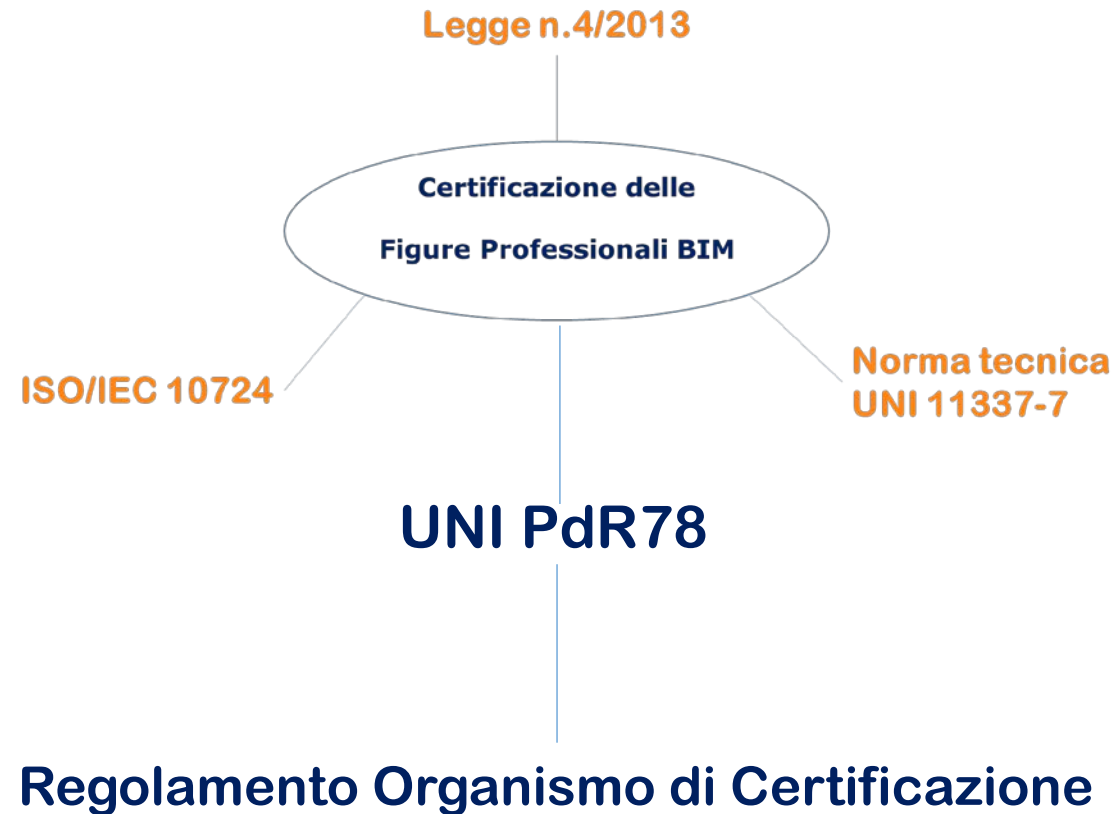 Legge n.4/2013
Certificazione delle
Figure Professionali BIM
ISO/IEC 10724
Norma tecnica
UNI 11337-7
UNI PdR78
Regolamento Organismo di Certificazione